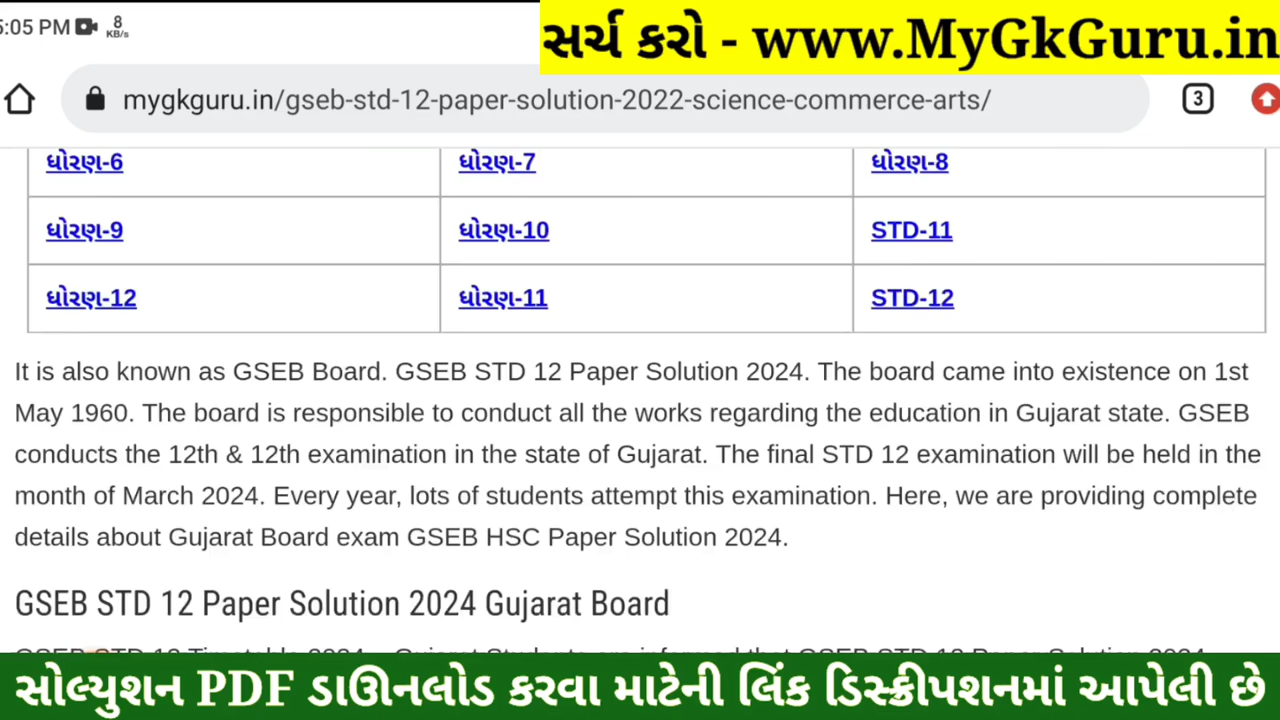 5:05 PM 8 KB/s
સર્ચ કરો - www.MyGkGuru.in
mygkguru.in/gseb-std-12-paper-solution-2022-science-commerce-arts/ 3
ધોરણ-6 ધોરણ-7 ધોરણ-8
ધોરણ-9 ધોરણ-10 STD-11
ધોરણ-12 ધોરણ-11 STD-12
It is also known as GSEB Board. GSEB STD 12 Paper Solution 2024. The board came into existence on 1st
May 1960. The board is responsible to conduct all the works regarding the education in Gujarat state. GSEB
conducts the 12th & 12th examination in the state of Gujarat. The final STD 12 examination will be held in the
month of March 2024. Every year, lots of students attempt this examination. Here, we are providing complete
details about Gujarat Board exam GSEB HSC Paper Solution 2024.
GSEB STD 12 Paper Solution 2024 Gujarat Board
સોલ્યુશન PDF ડાઊનલોડ કરવા માટેની લિંક ડિસ્ક્રીપશનમાં આપેલી છે